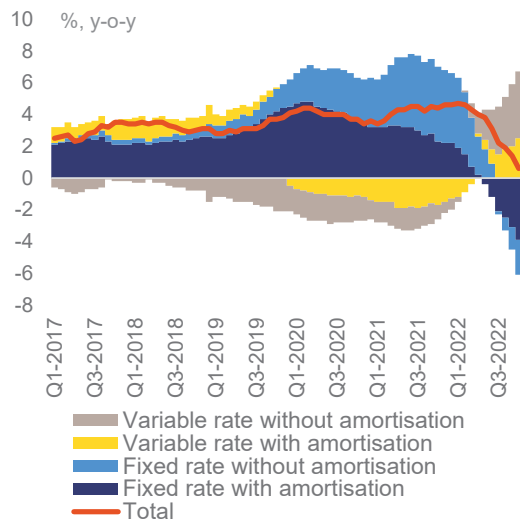 %, y-o-y
10
8
6
4
2
0
-2
-4
-6
-8
Q1-2017
Q3-2017
Q1-2018
Q3-2018
Q1-2019
Q3-2019
Q1-2020
Q3-2020
Q1-2021
Q3-2021
Q1-2022
Q3-2022
Variable rate without amortisation
Variable rate with amortisation
Fixed rate without amortisation
Fixed rate with amortisation
Total